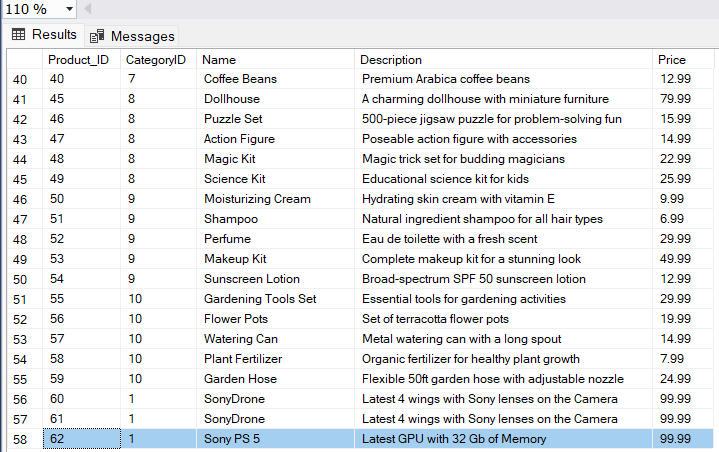 110 %
Results Messages
Product_ID CategoryID Name Description Price
40 40 7 Coffee Beans Premium Arabica coffee beans 12.99
41 45 8 Dollhouse A charming dollhouse with miniature furniture 79.99
42 46 8 Puzzle Set 500-piece jigsaw puzzle for problem-solving fun 15.99
43 47 8 Action Figure Poseable action figure with accessories 14.99
44 48 8 Magic Kit Magic trick set for budding magicians 22.99
45 49 8 Science Kit Educational science kit for kids 25.99
46 50 9 Moisturizing Cream Hydrating skin cream with vitamin E 9.99
47 51 9 Shampoo Natural ingredient shampoo for all hair types 6.99
48 52 9 Perfume Eau de toilette with a fresh scent 29.99
49 53 9 Makeup Kit Complete makeup kit for a stunning look 49.99
50 54 9 Sunscreen Lotion Broad-spectrum SPF 50 sunscreen lotion 12.99
51 55 10 Gardening Tools Set Essential tools for gardening activities 29.99
52 56 10 Flower Pots Set of terracotta flower pots 19.99
53 57 10 Watering Can Metal watering can with a long spout 14.99
54 58 10 Plant Fertilizer Organic fertilizer for healthy plant growth 7.99
55 59 10 Garden Hose Flexible 50ft garden hose with adjustable nozzle 24.99
56 60 1 SonyDrone Latest 4 wings with Sony lenses on the Camera 99.99
57 61 1 SonyDrone Latest 4 wings with Sony lenses on the Camera 99.99
58 62 1 Sony PS 5 Latest GPU with 32 Gb of Memory 99.99